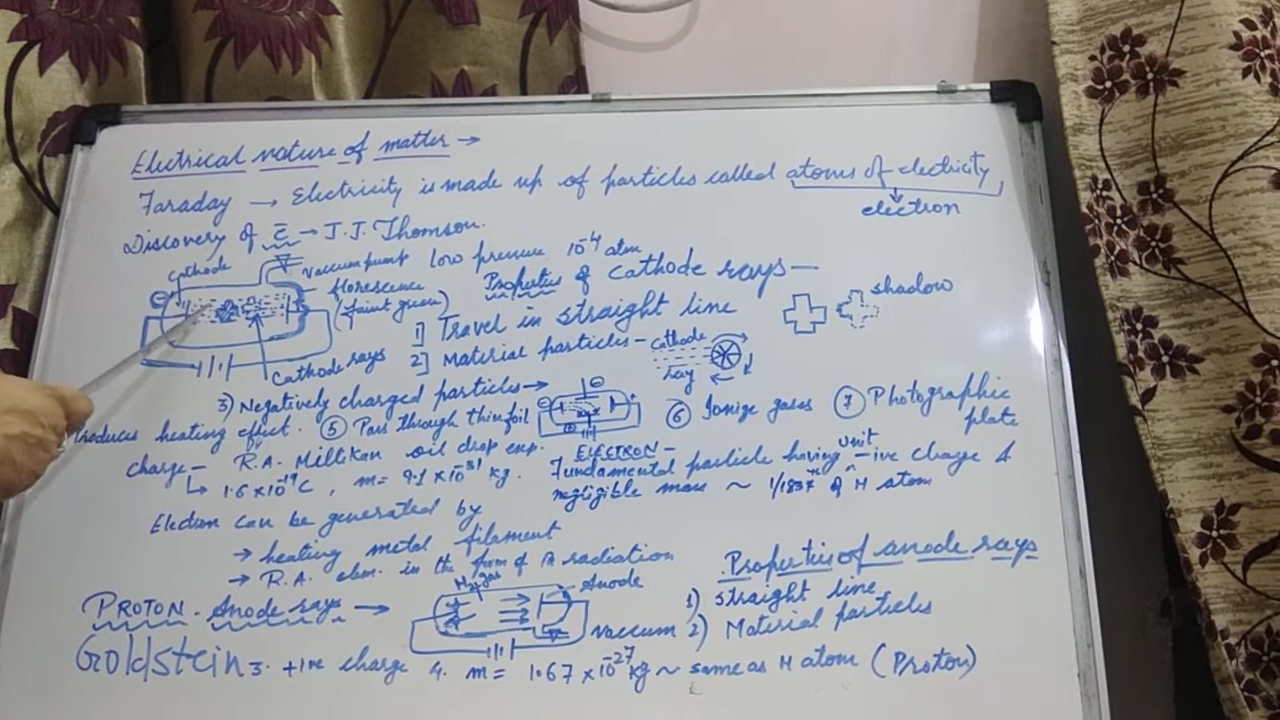 Electrical nature of matter →
Faraday → Electricity is made up of particles called atoms of electricity
electron
Discovery of ē → J.J. Thomson.
Cathode
Vaccum pump low pressure 10⁻⁴ atm
florescence
(faint green)
Cathode rays
Properties of Cathode rays —
1] Travel in straight line
shadow
2] Material particles –
Cathode
ray
3) Negatively charged particles →
Produces heating effect. ⑤ Pass through thin foil
⑥ Ionize gases ⑦ Photographic
plate
charge – R.A. Millikan oil drop exp.
↳ 1.6 × 10⁻¹⁹ C, m = 9.1 × 10⁻³¹ kg.
ELECTRON –
Fundamental particle having unit –ive charge &
negligible mass ~ 1/1837th of H atom
Electron can be generated by
→ heating metal filament
→ R.A. elem. in the form of β radiation
PROTON – Anode rays →
H₂ gas
Anode
Vaccum
Properties of anode rays
1) straight line
2) Material particles
Goldstein 3. +ive charge 4. m = 1.67 × 10⁻²⁷ kg ~ same as H atom (Proton)